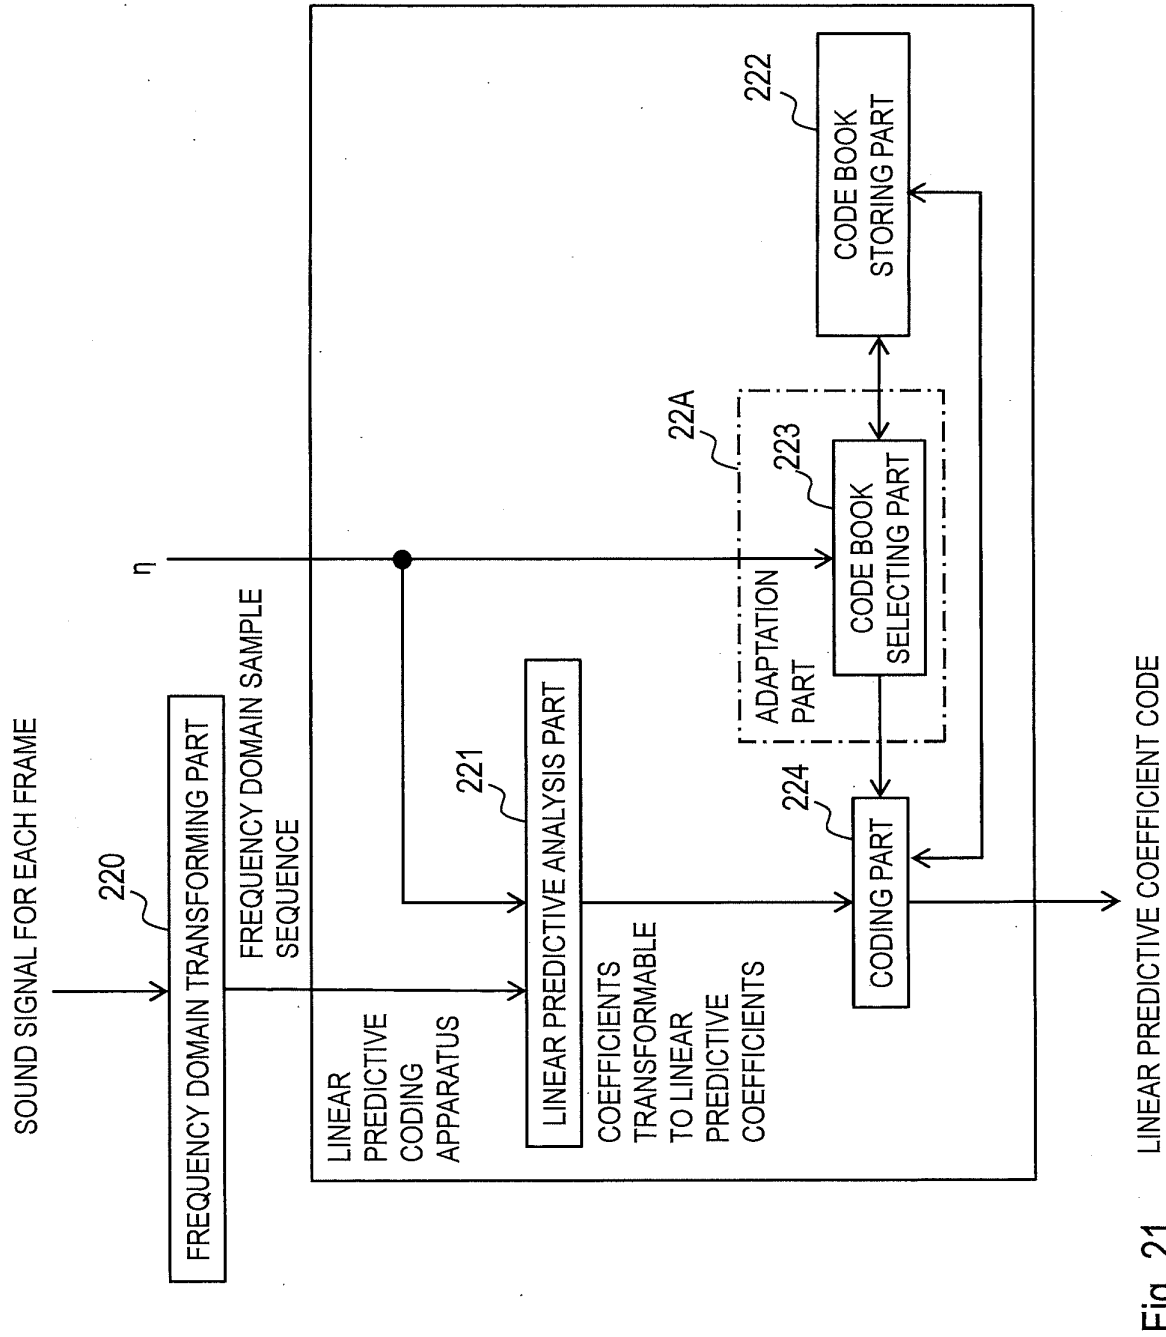 SOUND SIGNAL FOR EACH FRAME
220
FREQUENCY DOMAIN TRANSFORMING PART
FREQUENCY DOMAIN SAMPLE
SEQUENCE
η
LINEAR
PREDICTIVE
CODING
APPARATUS
221
LINEAR PREDICTIVE ANALYSIS PART
COEFFICIENTS
TRANSFORMABLE
TO LINEAR
PREDICTIVE
COEFFICIENTS
22A
ADAPTATION
PART
223
CODE BOOK
SELECTING PART
222
CODE BOOK
STORING PART
224
CODING PART
LINEAR PREDICTIVE COEFFICIENT CODE
Fig. 21